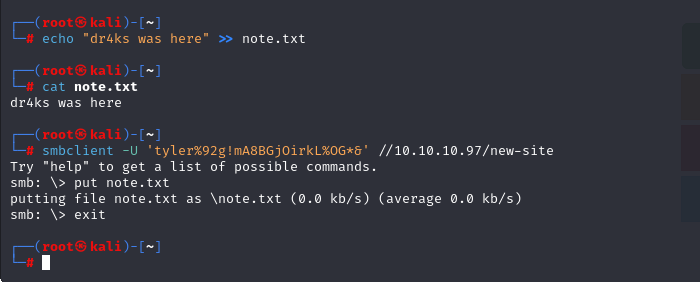 ┌──(root㉿kali)-[~]
└─# echo "dr4ks was here" >> note.txt
┌──(root㉿kali)-[~]
└─# cat note.txt
dr4ks was here
┌──(root㉿kali)-[~]
└─# smbclient -U 'tyler%92g!mA8BGjOirkL%OG*&' //10.10.10.97/new-site
Try "help" to get a list of possible commands.
smb: \> put note.txt
putting file note.txt as \note.txt (0.0 kb/s) (average 0.0 kb/s)
smb: \> exit
┌──(root㉿kali)-[~]
└─#